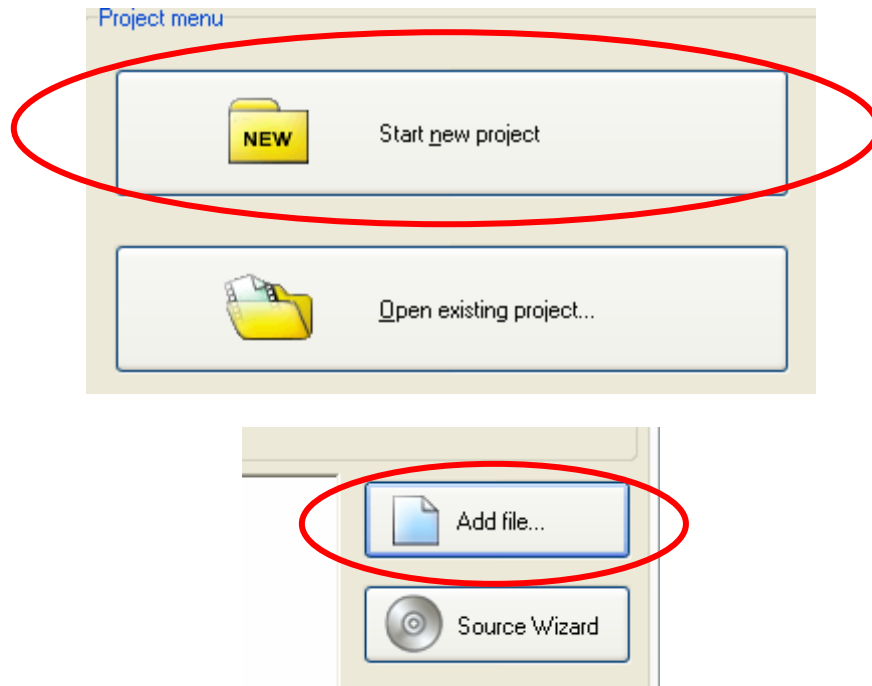 Project menu
NEW
Start new project
Open existing project...
Add file...
Source Wizard